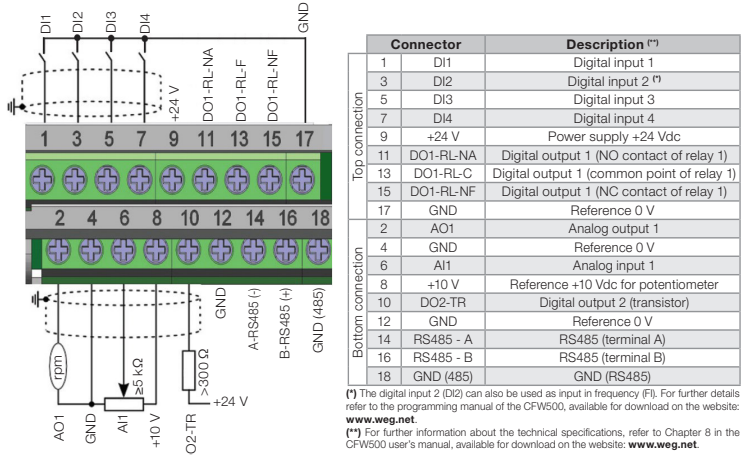 DI1
DI2
DI3
DI4
GND
+24 V
DO1-RL-NA
DO1-RL-F
DO1-RL-NF
1 3 5 7 9 11 13 15 17
2 4 6 8 10 12 14 16 18
rpm
≥5 kΩ
>300 Ω
+24 V
AO1
GND
AI1
+10 V
O2-TR
GND
A-RS485 (-)
B-RS485 (+)
GND (485)
Connector Description (**)
Top connection
1 DI1 Digital input 1
3 DI2 Digital input 2 (*)
5 DI3 Digital input 3
7 DI4 Digital input 4
9 +24 V Power supply +24 Vdc
11 DO1-RL-NA Digital output 1 (NO contact of relay 1)
13 DO1-RL-C Digital output 1 (common point of relay 1)
15 DO1-RL-NF Digital output 1 (NC contact of relay 1)
17 GND Reference 0 V
Bottom connection
2 AO1 Analog output 1
4 GND Reference 0 V
6 AI1 Analog input 1
8 +10 V Reference +10 Vdc for potentiometer
10 DO2-TR Digital output 2 (transistor)
12 GND Reference 0 V
14 RS485 - A RS485 (terminal A)
16 RS485 - B RS485 (terminal B)
18 GND (485) GND (RS485)
(*) The digital input 2 (DI2) can also be used as input in frequency (FI). For further details
refer to the programming manual of the CFW500, available for download on the website:
www.weg.net.
(**) For further information about the technical specifications, refer to Chapter 8 in the
CFW500 user's manual, available for download on the website: www.weg.net.